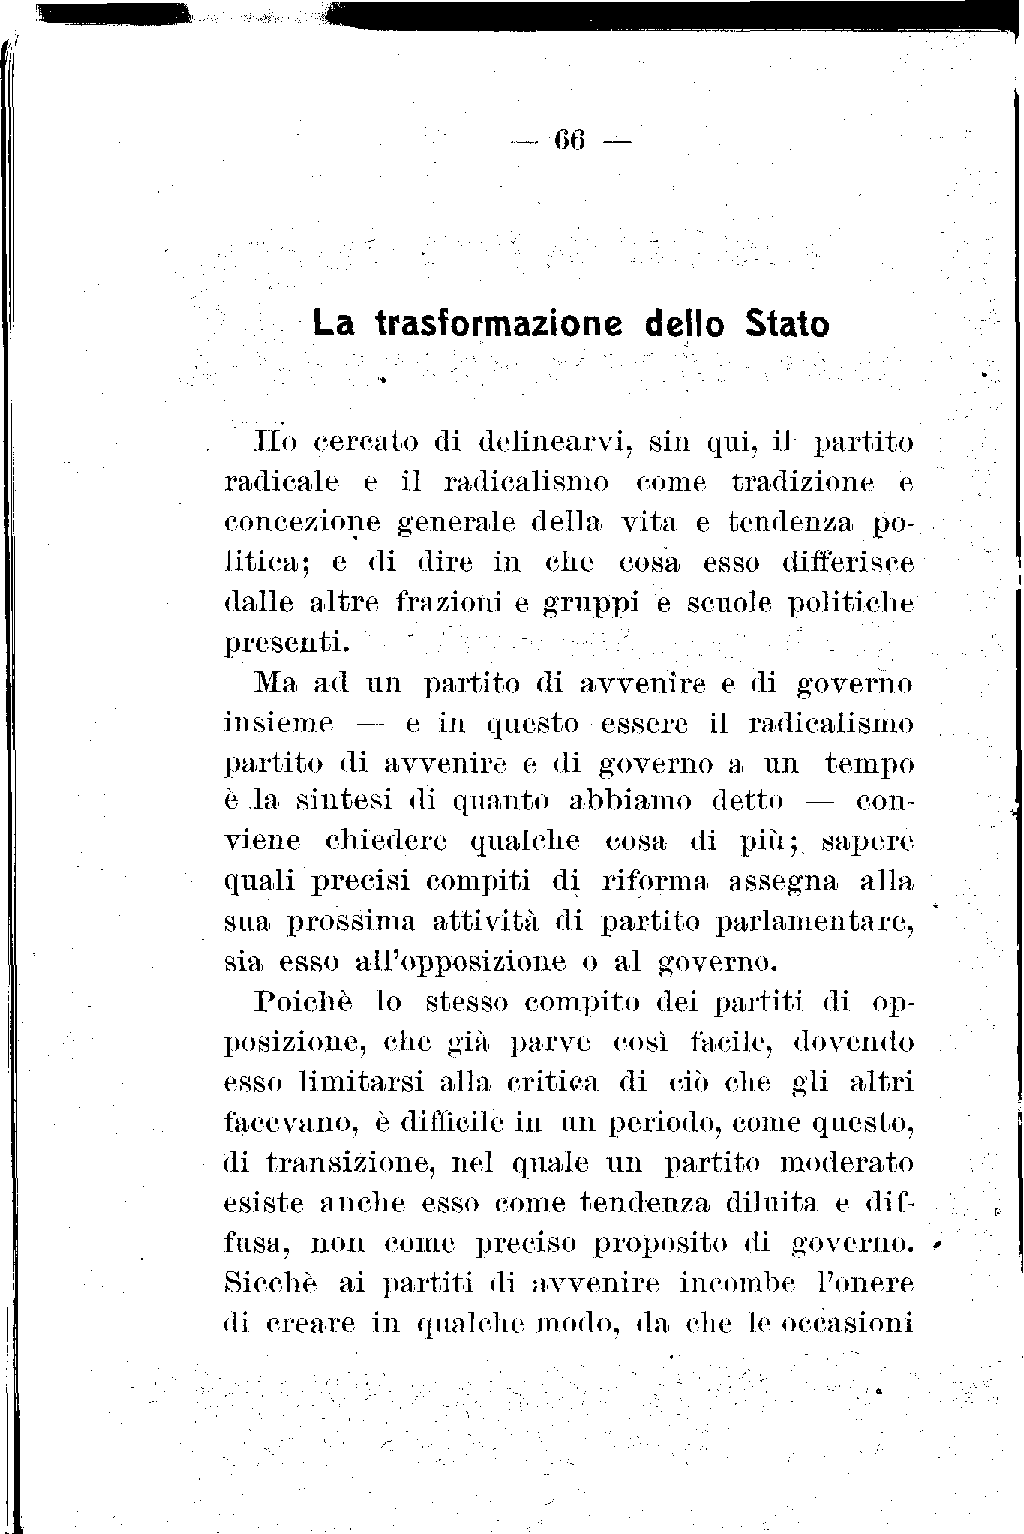 — 66 —
La trasformazione dello Stato
Ho cercato di delinearvi, sin qui, il partito
radicale e il radicalismo come tradizione e
concezione generale della vita e tendenza po-
litica; e di dire in che cosa esso differisce
dalle altre frazioni e gruppi e scuole politiche
presenti.
Ma ad un partito di avvenire e di governo
insieme — e in questo essere il radicalismo
partito di avvenire e di governo a un tempo
è la sintesi di quanto abbiamo detto — con-
viene chiedere qualche cosa di più; sapere
quali precisi compiti di riforma assegna alla
sua prossima attività di partito parlamentare,
sia esso all'opposizione o al governo.
Poichè lo stesso compito dei partiti di op-
posizione, che già parve così facile, dovendo
esso limitarsi alla critica di ciò che gli altri
facevano, è difficile in un periodo, come questo,
di transizione, nel quale un partito moderato
esiste anche esso come tendenza diluita e dif-
fusa, non come preciso proposito di governo.
Sicchè ai partiti di avvenire incombe l'onere
di creare in qualche modo, da che le occasioni